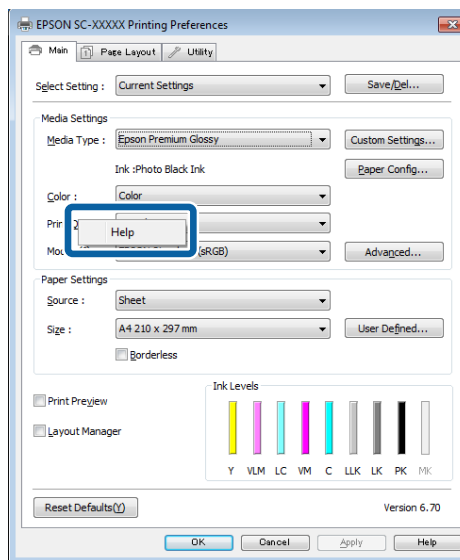 EPSON SC-XXXXX Printing Preferences
Main Page Layout Utility
Select Setting : Current Settings Save/Del...
Media Settings
Media Type : Epson Premium Glossy Custom Settings...
Ink :Photo Black Ink Paper Config...
Color : Color
Help
(sRGB) Advanced...
Paper Settings
Source : Sheet
Size : A4 210 x 297 mm User Defined...
Borderless
Ink Levels
Print Preview
Layout Manager
Y VLM LC VM C LLK LK PK MK
Reset Defaults(Y) Version 6.70
OK Cancel Apply Help